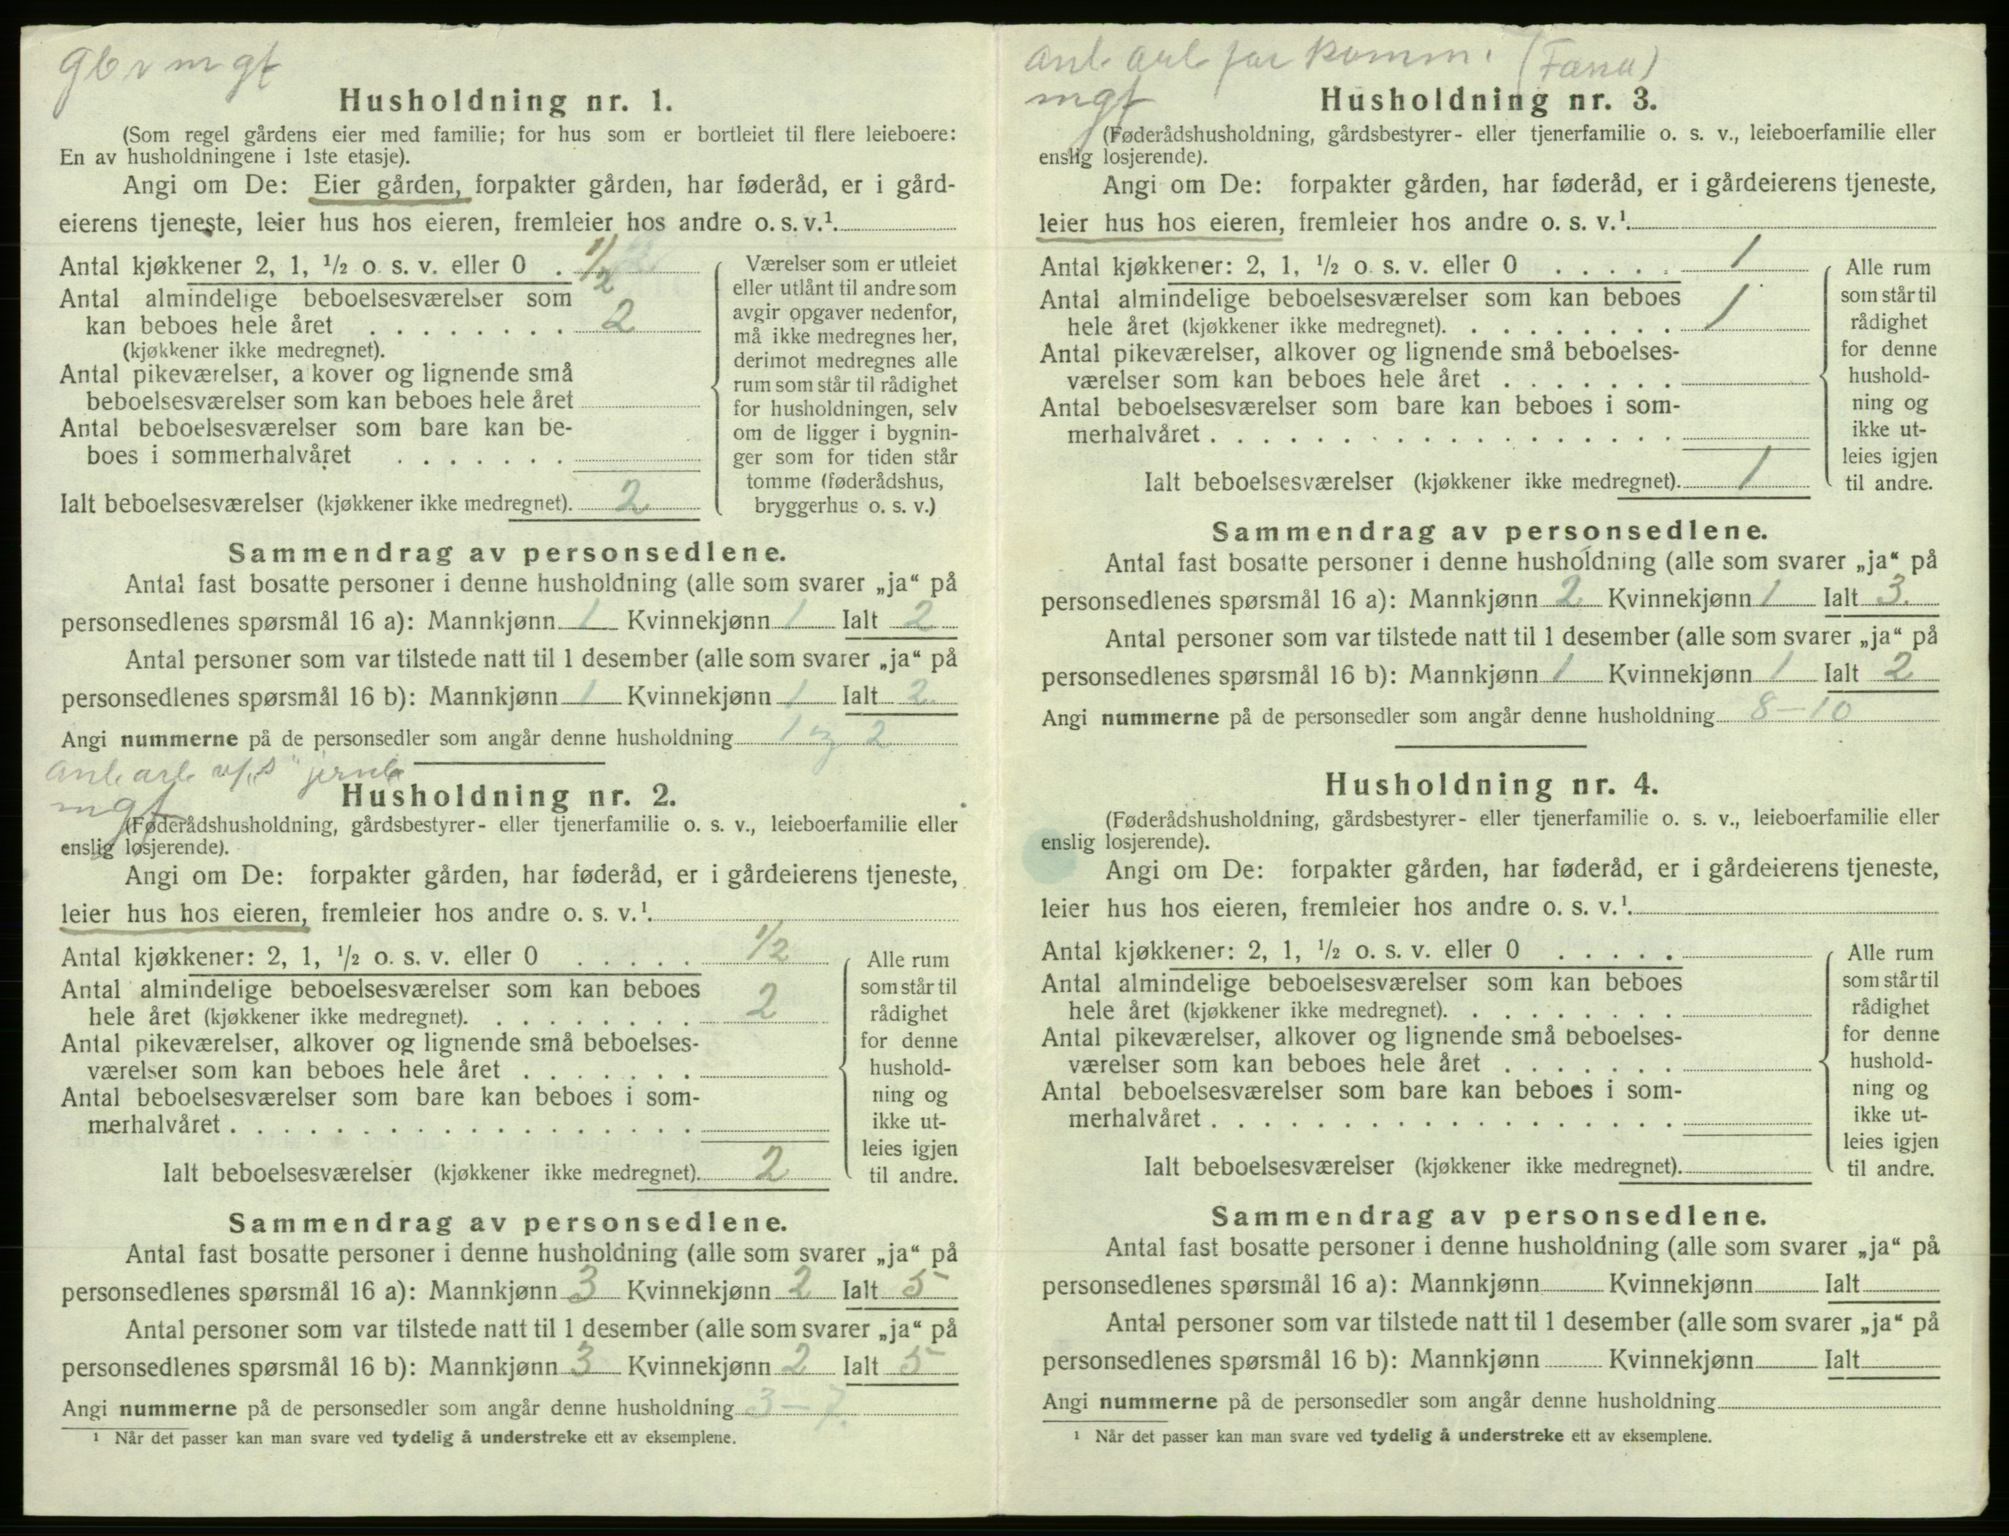 gbr mgt
Husholdning nr. 1.
(Som regel gårdens eier med familie; for hus som er bortleiet til flere leieboere:
En av husholdningene i 1ste etasje).
Angi om De: Eier gården, forpakter gården, har føderåd, er i gård-
eierens tjeneste, leier hus hos eieren, fremleier hos andre o. s. v.¹
Antal kjøkkener 2, 1, ½ o. s. v. eller 0 . ½
Antal almindelige beboelsesværelser som
kan beboes hele året . . . . . . . . 2
(kjøkkener ikke medregnet).
Antal pikeværelser, a kover og lignende små
beboelsesværelser som kan beboes hele året
Antal beboelsesværelser som bare kan be-
boes i sommerhalvåret . . . . . . .
Ialt beboelsesværelser (kjøkkener ikke medregnet). 2
Værelser som er utleiet
eller utlånt til andre som
avgir opgaver nedenfor,
må ikke medregnes her,
derimot medregnes alle
rum som står til rådighet
for husholdningen, selv
om de ligger i bygnin-
ger som for tiden står
tomme (føderådshus,
bryggerhus o. s. v.)
Sammendrag av personsedlene.
Antal fast bosatte personer i denne husholdning (alle som svarer „ja“ på
personsedlenes spørsmål 16 a): Mannkjønn 1 Kvinnekjønn 1 Ialt 2
Antal personer som var tilstede natt til 1 desember (alle som svarer „ja“ på
personsedlenes spørsmål 16 b): Mannkjønn 1 Kvinnekjønn 1 Ialt 2
Angi nummerne på de personsedler som angår denne husholdning 1 og 2
mgt
Husholdning nr. 2.
(Føderådshusholdning, gårdsbestyrer- eller tjenerfamilie o. s. v., leieboerfamilie eller
enslig losjerende).
Angi om De: forpakter gården, har føderåd, er i gårdeierens tjeneste,
leier hus hos eieren, fremleier hos andre o. s. v.¹
Antal kjøkkener: 2, 1, ½ o. s. v. eller 0 . . . . . ½
Antal almindelige beboelsesværelser som kan beboes
hele året (kjøkkener ikke medregnet). . . . . . . . . 2
Antal pikeværelser, alkover og lignende små beboelses-
værelser som kan beboes hele året . . . . . . .
Antal beboelsesværelser som bare kan beboes i som-
merhalvåret . . . . . . . . . . . . . . . . . .
Ialt beboelsesværelser (kjøkkener ikke medregnet). 2
Alle rum
som står til
rådighet
for denne
hushold-
ning og
ikke ut-
leies igjen
til andre.
Sammendrag av personsedlene.
Antal fast bosatte personer i denne husholdning (alle som svarer „ja“ på
personsedlenes spørsmål 16 a): Mannkjønn 3 Kvinnekjønn 2 Ialt 5
Antal personer som var tilstede natt til 1 desember (alle som svarer „ja“ på
personsedlenes spørsmål 16 b): Mannkjønn 3 Kvinnekjønn 2 Ialt 5
Angi nummerne på de personsedler som angår denne husholdning 3-7.
¹ Når det passer kan man svare ved tydelig å understreke ett av eksemplene.
for komm. (Fana)
mgt
Husholdning nr. 3.
(Føderådshusholdning, gårdsbestyrer- eller tjenerfamilie o. s. v., leieboerfamilie eller
enslig losjerende).
Angi om De: forpakter gården, har føderåd, er i gårdeierens tjeneste,
leier hus hos eieren, fremleier hos andre o. s. v.¹
Antal kjøkkener: 2, 1, ½ o. s. v. eller 0 . . . . . 1
Antal almindelige beboelsesværelser som kan beboes
hele året (kjøkkener ikke medregnet). . . . . . . . . 1
Antal pikeværelser, alkover og lignende små beboelses-
værelser som kan beboes hele året . . . . . . .
Antal beboelsesværelser som bare kan beboes i som-
merhalvåret . . . . . . . . . . . . . . . . . .
Ialt beboelsesværelser (kjøkkener ikke medregnet). 1
Alle rum
som står til
rådighet
for denne
hushold-
ning og
ikke ut-
leies igjen
til andre.
Sammendrag av personsedlene.
Antal fast bosatte personer i denne husholdning (alle som svarer „ja“ på
personsedlenes spørsmål 16 a): Mannkjønn 2 Kvinnekjønn 1 Ialt 3.
Antal personer som var tilstede natt til 1 desember (alle som svarer „ja“ på
personsedlenes spørsmål 16 b): Mannkjønn 1 Kvinnekjønn 1 Ialt 2
Angi nummerne på de personsedler som angår denne husholdning 8-10
Husholdning nr. 4.
(Føderådshusholdning, gårdsbestyrer- eller tjenerfamilie o. s. v., leieboerfamilie eller
enslig losjerende).
Angi om De: forpakter gården, har føderåd, er i gårdeierens tjeneste,
leier hus hos eieren, fremleier hos andre o. s. v.¹
Antal kjøkkener: 2, 1, ½ o. s. v. eller 0 . . . . .
Antal almindelige beboelsesværelser som kan beboes
hele året (kjøkkener ikke medregnet). . . . . . . . .
Antal pikeværelser, alkover og lignende små beboelses-
værelser som kan beboes hele året . . . . . . .
Antal beboelsesværelser som bare kan beboes i som-
merhalvåret . . . . . . . . . . . . . . . . . .
Ialt beboelsesværelser (kjøkkener ikke medregnet).
Alle rum
som står til
rådighet
for denne
hushold-
ning og
ikke ut-
leies igjen
til andre.
Sammendrag av personsedlene.
Antal fast bosatte personer i denne husholdning (alle som svarer „ja“ på
personsedlenes spørsmål 16 a): Mannkjønn Kvinnekjønn Ialt
Antal personer som var tilstede natt til 1 desember (alle som svarer „ja“ på
personsedlenes spørsmål 16 b): Mannkjønn Kvinnekjønn Ialt
Angi nummerne på de personsedler som angår denne husholdning
¹ Når det passer kan man svare ved tydelig å understreke ett av eksemplene.